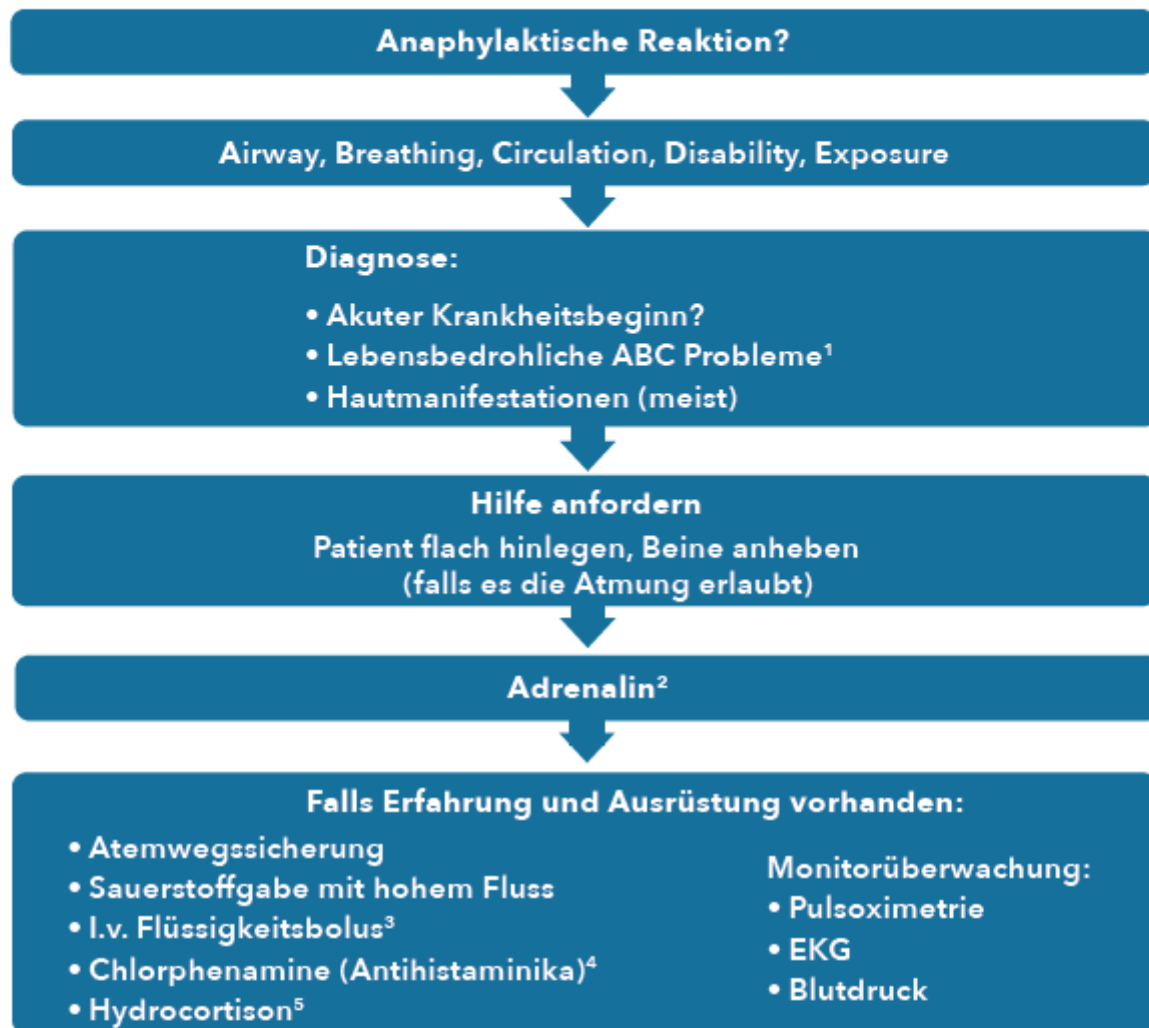 Anaphylaktische Reaktion?
Airway, Breathing, Circulation, Disability, Exposure
Diagnose:
• Akuter Krankheitsbeginn?
• Lebensbedrohliche ABC Probleme¹
• Hautmanifestationen (meist)
Hilfe anfordern
Patient flach hinlegen, Beine anheben
(falls es die Atmung erlaubt)
Adrenalin²
Falls Erfahrung und Ausrüstung vorhanden:
• Atemwegssicherung
• Sauerstoffgabe mit hohem Fluss
• I.v. Flüssigkeitsbolus³
• Chlorphenamine (Antihistaminika)⁴
• Hydrocortison⁵
Monitorüberwachung:
• Pulsoximetrie
• EKG
• Blutdruck